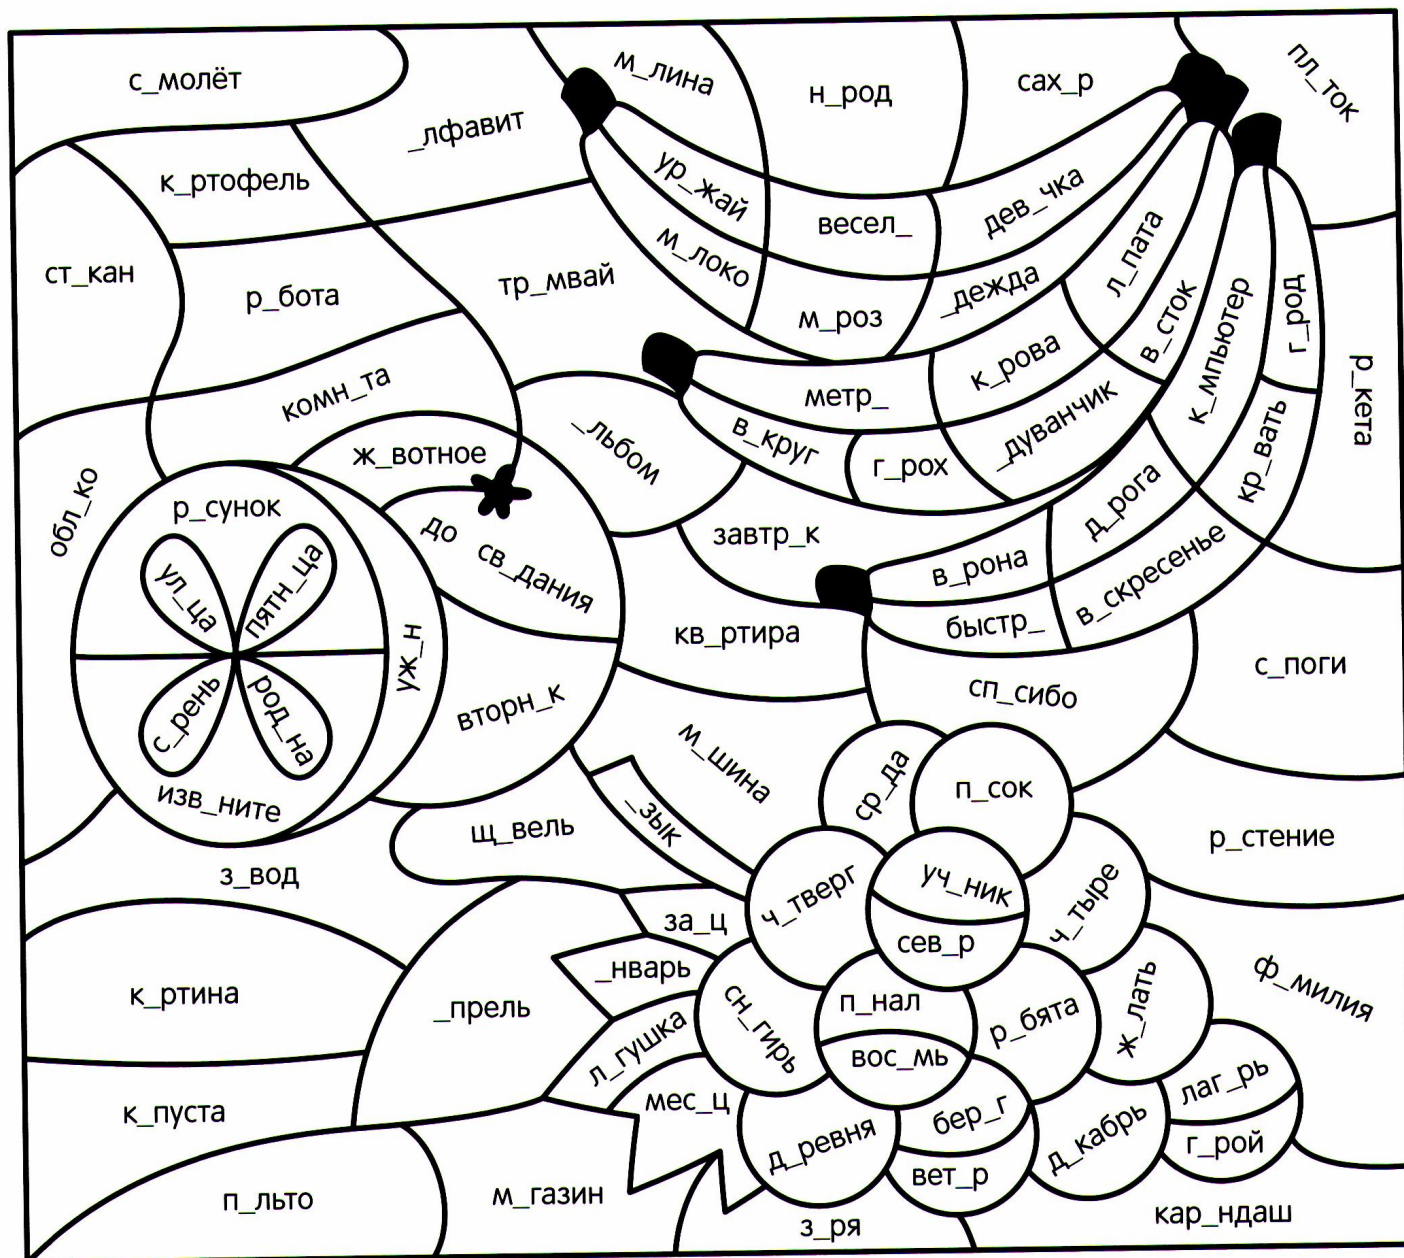 с_молёт
м_лина
н_род
сах_р
пл_ток
_лфавит
к_ртофель
ур_жай
весел_
дев_чка
ст_кан
р_бота
тр_мвай
м_локо
м_роз
_дежда
л_пата
в_сток
к_мпьютер
г_род
р_кета
комн_та
метр_
к_рова
_льбом
в_круг
г_рох
_дуванчик
кр_вать
обл_ко
ж_вотное
р_сунок
до св_дания
завтр_к
в_рона
д_рога
ул_ца
пятн_ца
уж_н
кв_ртира
быстр_
в_скресенье
с_рень
род_на
вторн_к
сп_сибо
с_поги
изв_ните
м_шина
ср_да
п_сок
щ_вель
_зык
р_стение
з_вод
ч_тверг
уч_ник
ч_тыре
за_ц
сев_р
к_ртина
_прель
_нварь
сн_гирь
п_нал
р_бята
ж_лать
ф_милия
л_гушка
вос_мь
к_пуста
мес_ц
д_ревня
бер_г
д_кабрь
лаг_рь
п_льто
м_газин
вет_р
г_рой
з_ря
кар_ндаш